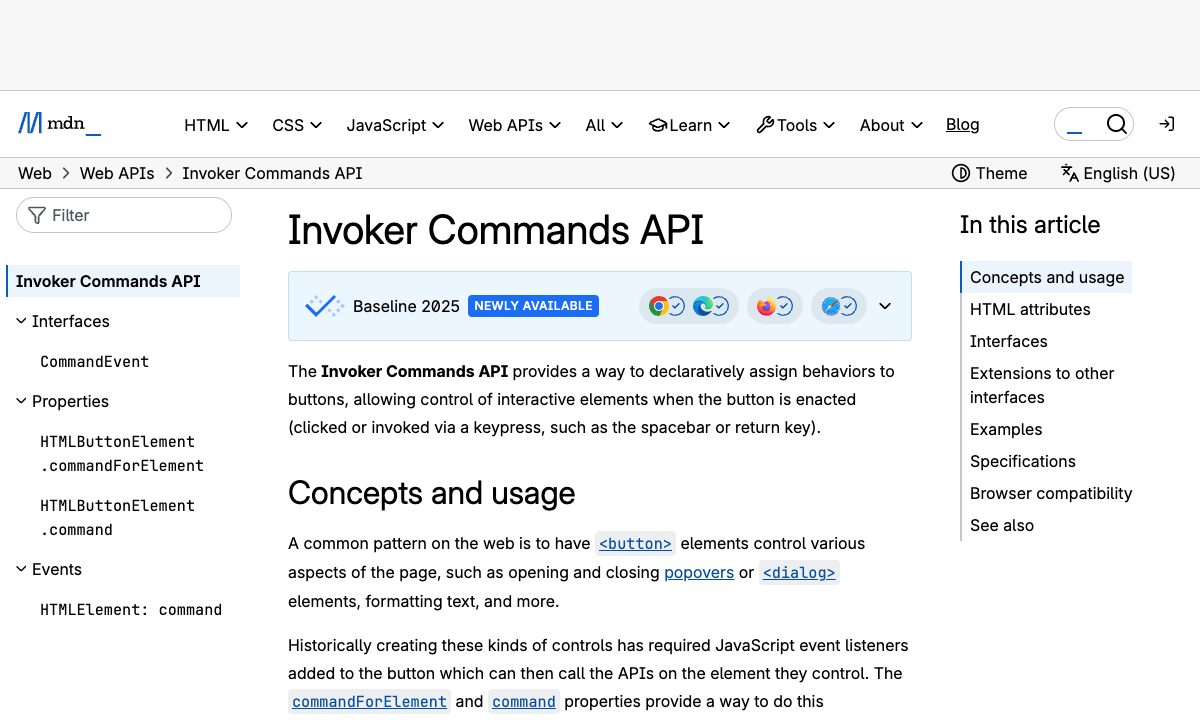 mdn_
HTML
CSS
JavaScript
Web APIs
All
Learn
Tools
About
Blog
Web
Web APIs
Invoker Commands API
Theme
English (US)
Filter
Invoker Commands API
Interfaces
CommandEvent
Properties
HTMLButtonElement
.commandForElement
HTMLButtonElement
.command
Events
HTMLElement: command
Invoker Commands API
Baseline 2025 NEWLY AVAILABLE
The Invoker Commands API provides a way to declaratively assign behaviors to
buttons, allowing control of interactive elements when the button is enacted
(clicked or invoked via a keypress, such as the spacebar or return key).
Concepts and usage
A common pattern on the web is to have <button> elements control various
aspects of the page, such as opening and closing popovers or <dialog>
elements, formatting text, and more.
Historically creating these kinds of controls has required JavaScript event listeners
added to the button which can then call the APIs on the element they control. The
commandForElement and command properties provide a way to do this
In this article
Concepts and usage
HTML attributes
Interfaces
Extensions to other
interfaces
Examples
Specifications
Browser compatibility
See also